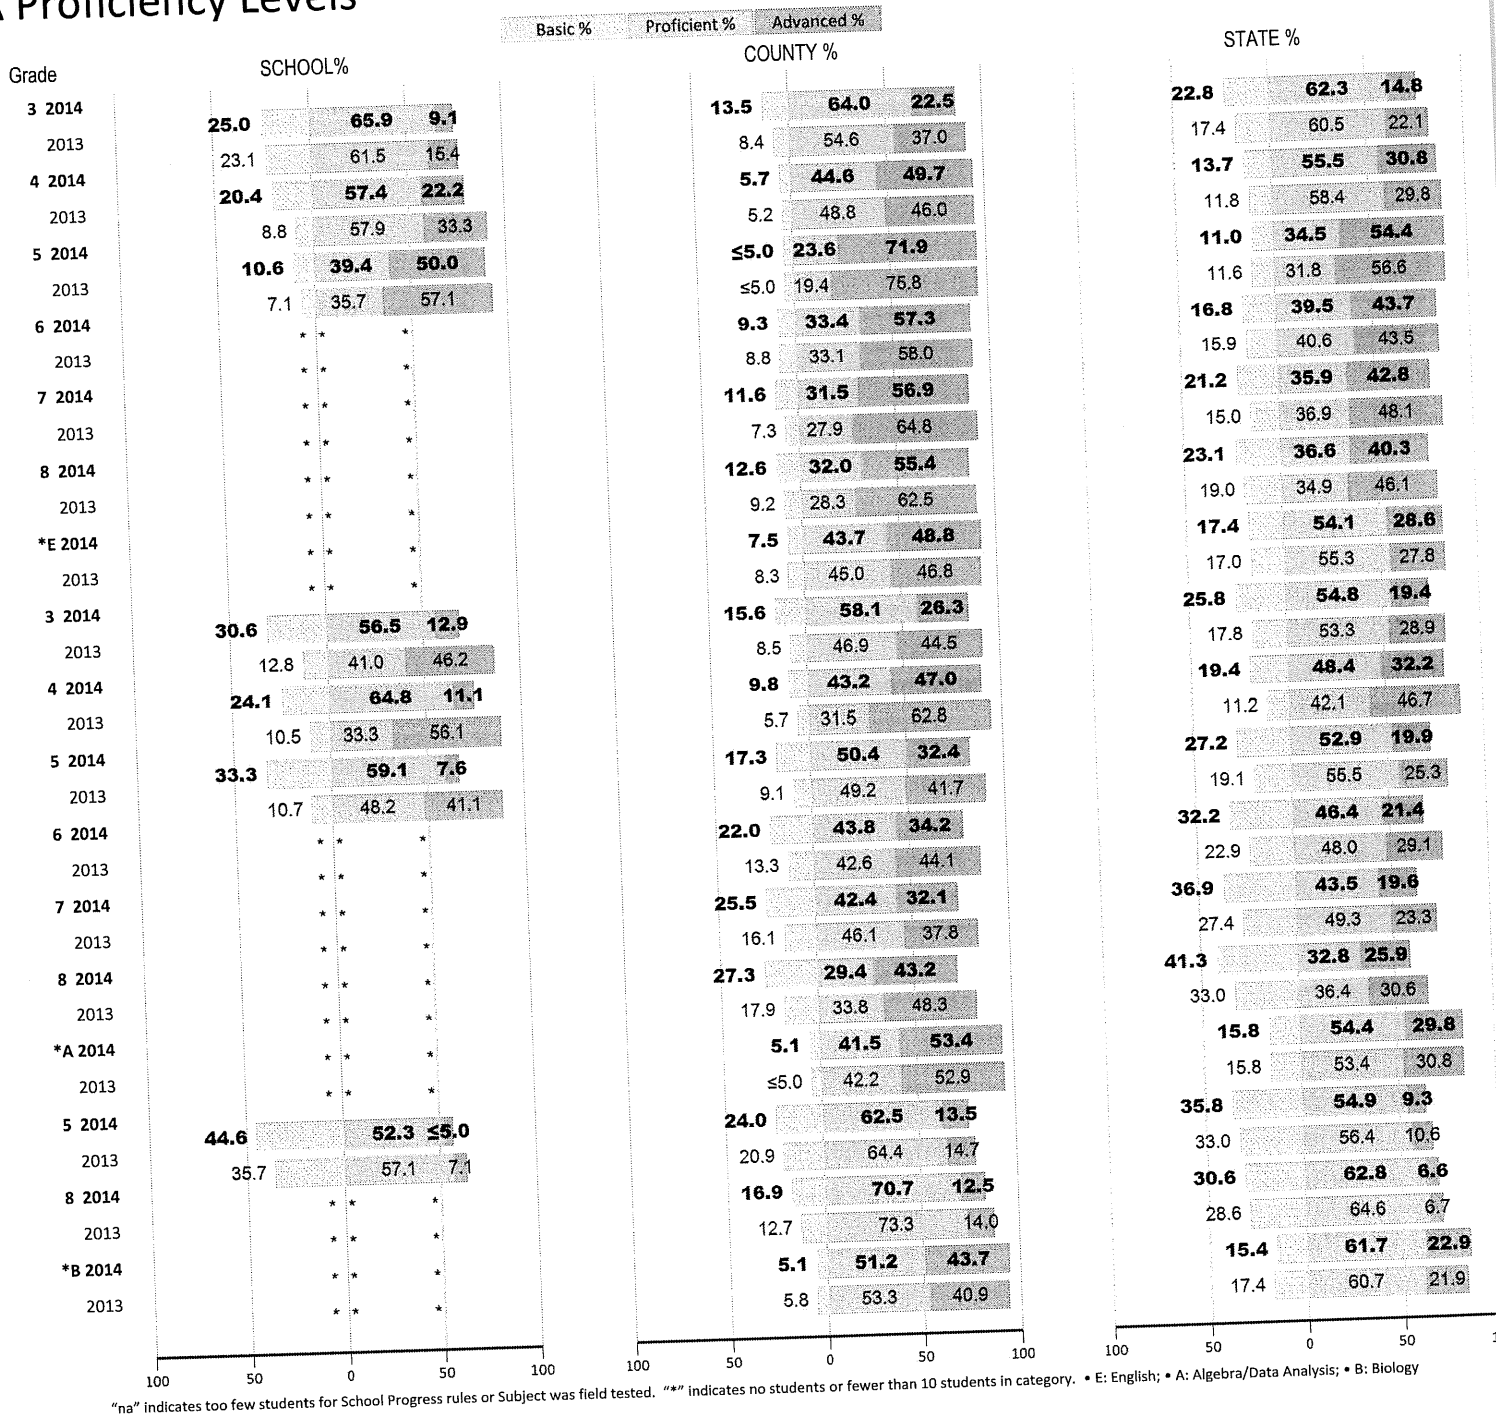 A Proficiency Levels
Basic % Proficient % Advanced %
Grade SCHOOL% COUNTY % STATE %
3 2014 25.0 65.9 9.1 13.5 64.0 22.5 22.8 62.3 14.8
2013 23.1 61.5 15.4 8.4 54.6 37.0 17.4 60.5 22.1
4 2014 20.4 57.4 22.2 5.7 44.6 49.7 13.7 55.5 30.8
2013 8.8 57.9 33.3 5.2 48.8 46.0 11.8 58.4 29.8
5 2014 10.6 39.4 50.0 ≤5.0 23.6 71.9 11.0 34.5 54.4
2013 7.1 35.7 57.1 ≤5.0 19.4 75.8 11.6 31.8 56.6
6 2014 * * * 9.3 33.4 57.3 16.8 39.5 43.7
2013 * * * 8.8 33.1 58.0 15.9 40.6 43.5
7 2014 * * * 11.6 31.5 56.9 21.2 35.9 42.8
2013 * * * 7.3 27.9 64.8 15.0 36.9 48.1
8 2014 * * * 12.6 32.0 55.4 23.1 36.6 40.3
2013 * * * 9.2 28.3 62.5 19.0 34.9 46.1
*E 2014 * * * 7.5 43.7 48.8 17.4 54.1 28.6
2013 * * * 8.3 45.0 46.8 17.0 55.3 27.8
3 2014 30.6 56.5 12.9 15.6 58.1 26.3 25.8 54.8 19.4
2013 12.8 41.0 46.2 8.5 46.9 44.5 17.8 53.3 28.9
4 2014 24.1 64.8 11.1 9.8 43.2 47.0 19.4 48.4 32.2
2013 10.5 33.3 56.1 5.7 31.5 62.8 11.2 42.1 46.7
5 2014 33.3 59.1 7.6 17.3 50.4 32.4 27.2 52.9 19.9
2013 10.7 48.2 41.1 9.1 49.2 41.7 19.1 55.5 25.3
6 2014 * * * 22.0 43.8 34.2 32.2 46.4 21.4
2013 * * * 13.3 42.6 44.1 22.9 48.0 29.1
7 2014 * * * 25.5 42.4 32.1 36.9 43.5 19.6
2013 * * * 16.1 46.1 37.8 27.4 49.3 23.3
8 2014 * * * 27.3 29.4 43.2 41.3 32.8 25.9
2013 * * * 17.9 33.8 48.3 33.0 36.4 30.6
*A 2014 * * * 5.1 41.5 53.4 15.8 54.4 29.8
2013 * * * ≤5.0 42.2 52.9 15.8 53.4 30.8
5 2014 44.6 52.3 ≤5.0 24.0 62.5 13.5 35.8 54.9 9.3
2013 35.7 57.1 7.1 20.9 64.4 14.7 33.0 56.4 10.6
8 2014 * * * 16.9 70.7 12.5 30.6 62.8 6.6
2013 * * * 12.7 73.3 14.0 28.6 64.6 6.7
*B 2014 * * * 5.1 51.2 43.7 15.4 61.7 22.9
2013 * * * 5.8 53.3 40.9 17.4 60.7 21.9
100 50 0 50 100 100 50 0 50 100 100 50 0 50 1
"na" indicates too few students for School Progress rules or Subject was field tested. "*" indicates no students or fewer than 10 students in category. • E: English; • A: Algebra/Data Analysis; • B: Biology